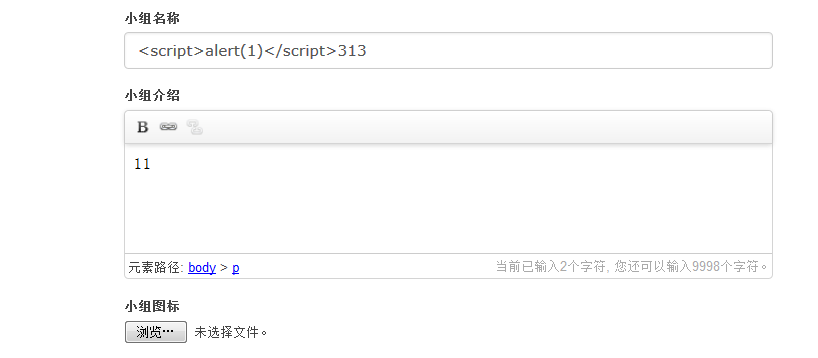 小组名称
<script>alert(1)</script>313
小组介绍
B
11
元素路径: body > p
当前已输入2个字符, 您还可以输入9998个字符。
小组图标
浏览… 未选择文件。